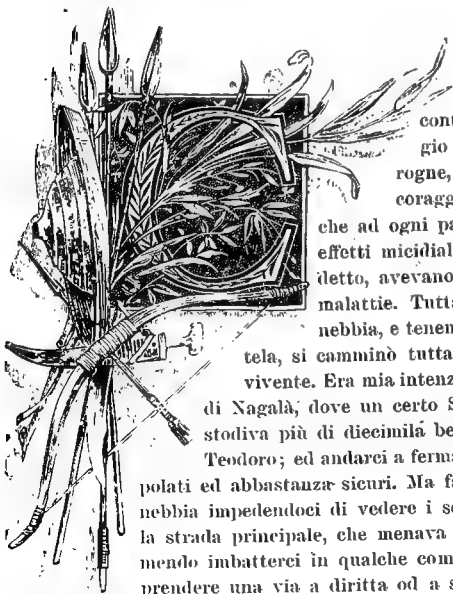 C
cont
gio
rogne,
coragg
che ad ogni pa
effetti micidial
detto, avevano
malattie. Tutta
nebbia, e tenen
tela, si camminò tutta
vivente. Era mia intenz
di Nagalà, dove un certo S
stodiva più di diecimila be
Teodoro; ed andarci a ferma
polati ed abbastanza sicuri. Ma fa
nebbia impedendoci di vedere i se
la strada principale, che menava
mendo imbatterci in qualche com
prendere una via a diritta od a s